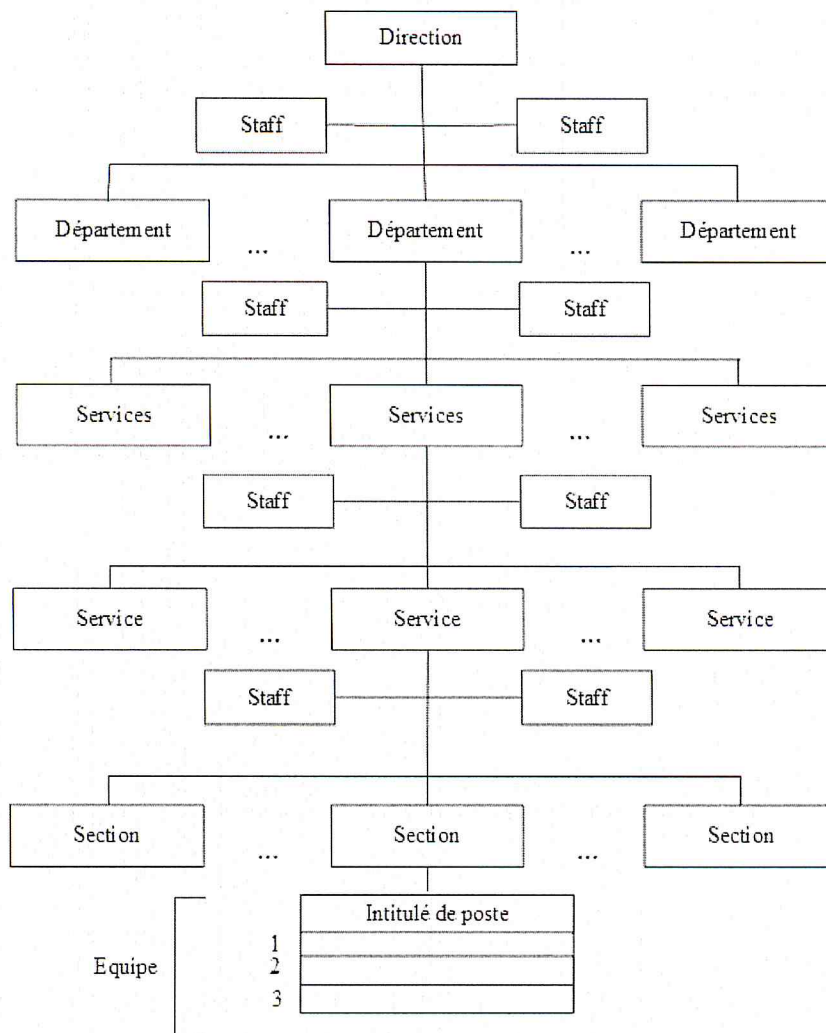 Direction
Staff Staff
Département Département Département
... ...
Staff Staff
Services Services Services
... ...
Staff Staff
Service Service Service
... ...
Staff Staff
Section Section Section
... ...
Intitulé de poste
1
Equipe 2
3